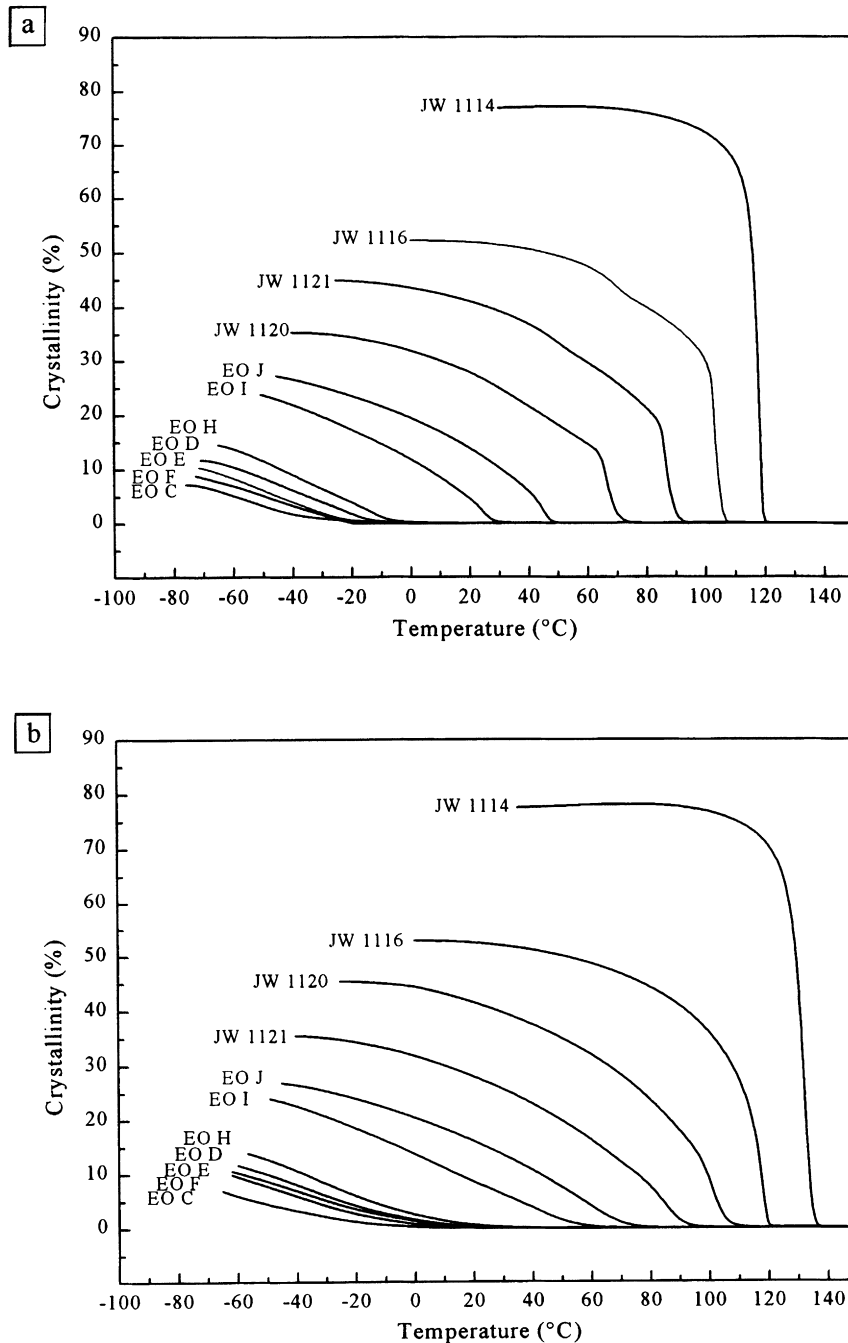 a
90
80
70
60
50
40
30
20
10
0
Crystallinity (%)
JW 1114
JW 1116
JW 1121
JW 1120
EO J
EO I
EO H
EO D
EO E
EO F
EO C
-100 -80 -60 -40 -20 0 20 40 60 80 100 120 140
Temperature (°C)
b
90
80
70
60
50
40
30
20
10
0
Crystallinity (%)
JW 1114
JW 1116
JW 1120
JW 1121
EO J
EO I
EO H
EO D
EO E
EO F
EO C
-100 -80 -60 -40 -20 0 20 40 60 80 100 120 140
Temperature (°C)